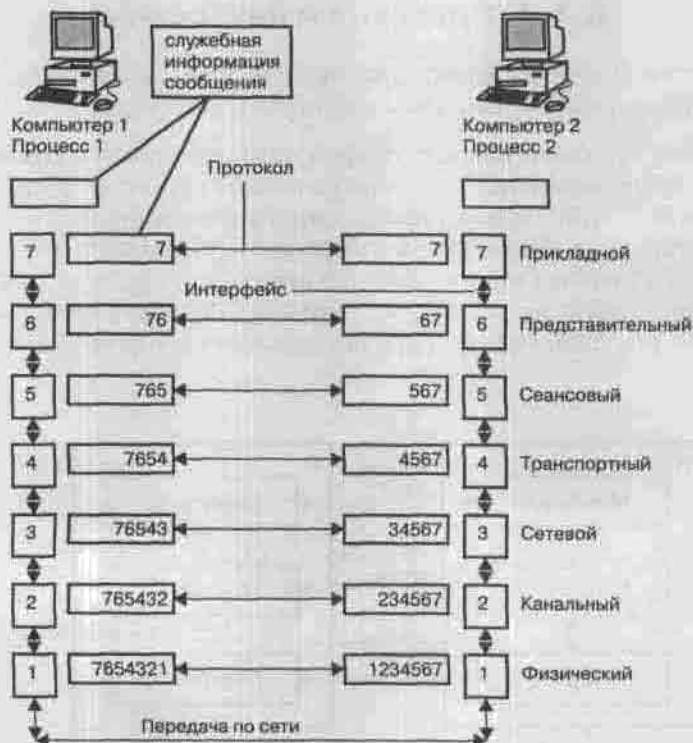 служебная
информация
сообщения
Компьютер 1
Процесс 1
Компьютер 2
Процесс 2
Протокол
7 7 7 7 Прикладной
Интерфейс
6 76 67 6 Представительный
5 765 567 5 Сеансовый
4 7654 4567 4 Транспортный
3 76543 34567 3 Сетевой
2 765432 234567 2 Канальный
1 7654321 1234567 1 Физический
Передача по сети